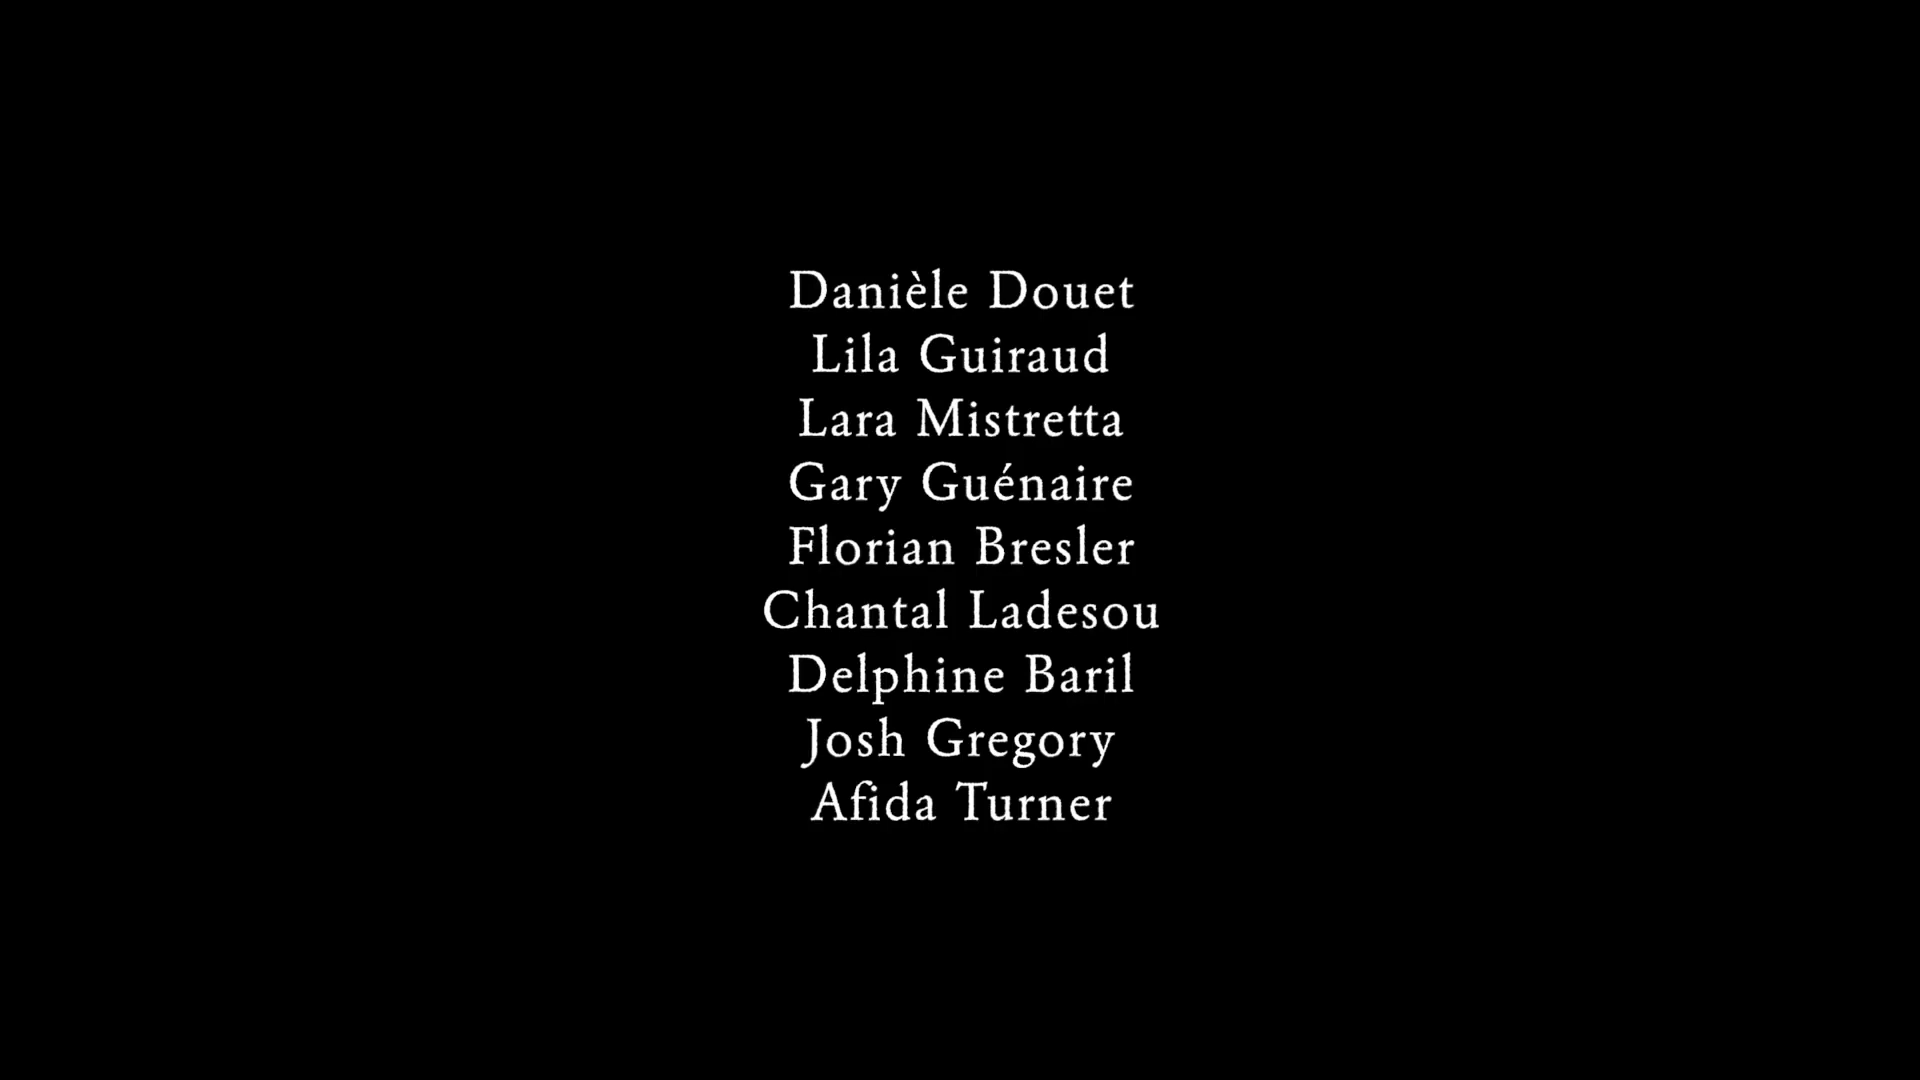 Danièle Douet
Lila Guiraud
Lara Mistretta
Gary Guénaire
Florian Bresler
Chantal Ladesou
Delphine Baril
Josh Gregory
Afida Turner